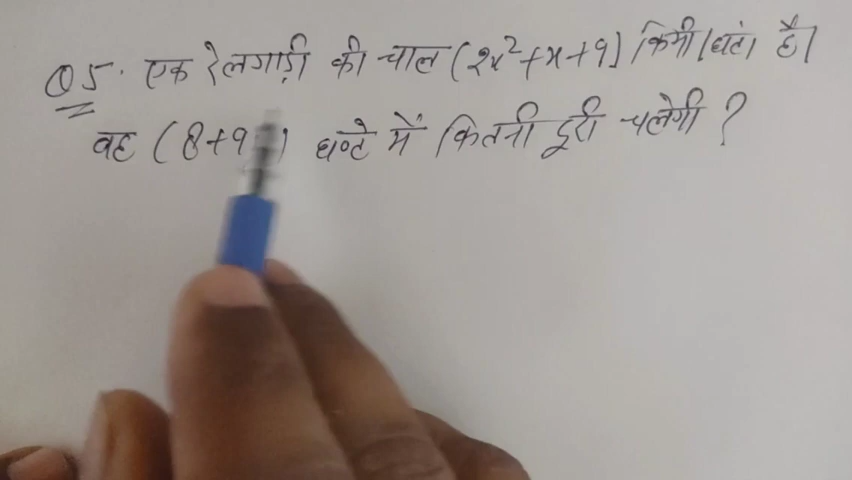 Q5. एक रेलगाड़ी की चाल (2x²+x+9) किमी/घंटा है।
वह (8+9 ) घण्टे में कितनी दूरी चलेगी ?